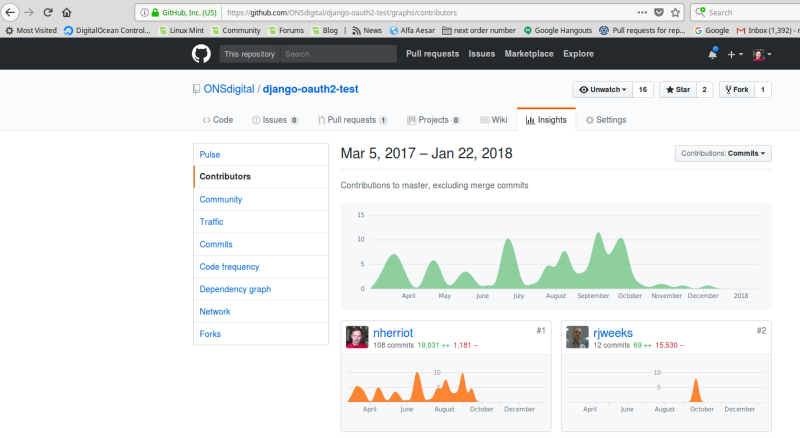 GitHub, Inc. (US) https://github.com/ONSdigital/django-oauth2-test/graphs/contributors Search
Most Visited DigitalOcean Control... Linux Mint Community Forums Blog News Alfa Aesar next order number Google Hangouts Pull requests for rep... Google Inbox (1,392) -
This repository Search Pull requests Issues Marketplace Explore
ONSdigital / django-oauth2-test Unwatch 16 Star 2 Fork 1
Code Issues 0 Pull requests 1 Projects 0 Wiki Insights Settings
Pulse
Contributors
Community
Traffic
Commits
Code frequency
Dependency graph
Network
Forks
Mar 5, 2017 – Jan 22, 2018 Contributions: Commits
Contributions to master, excluding merge commits
15
10
5
0
April May June July August September October November December 2018
nherriot #1
108 commits 19,031 ++ 1,181 --
10
5
April June August October December
rjweeks #2
12 commits 69 ++ 15,530 --
10
5
April June August October December